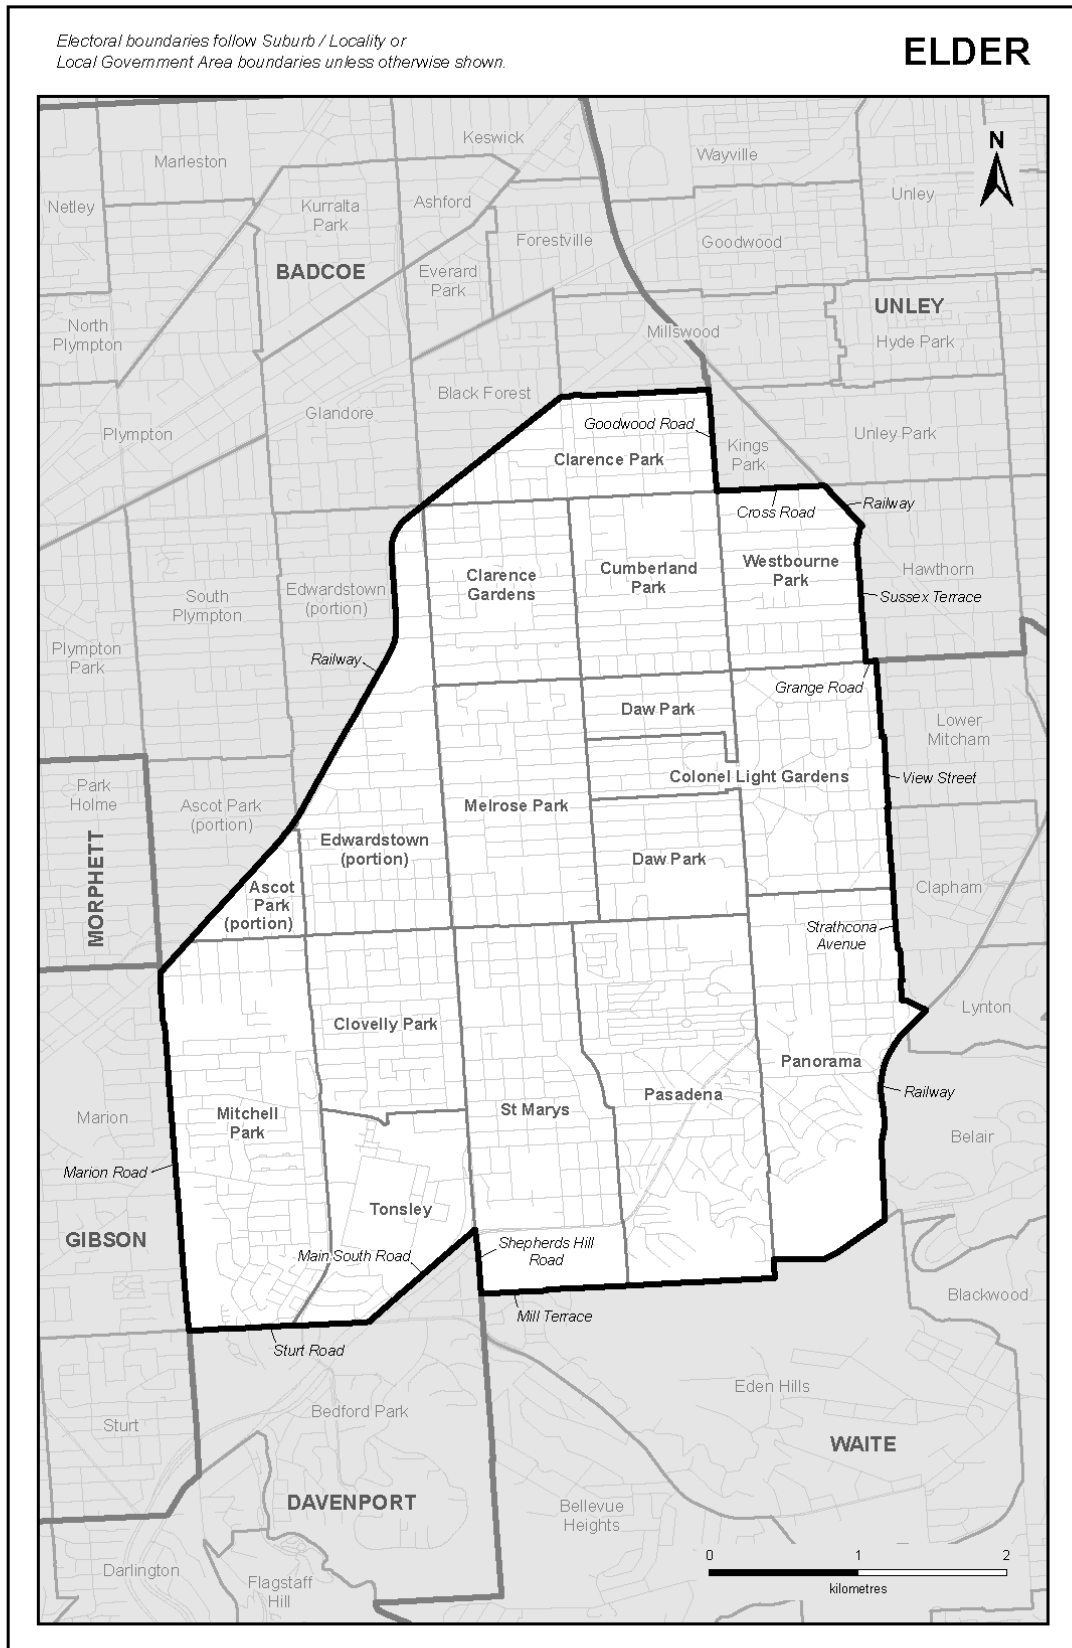 Electoral boundaries follow Suburb / Locality or
Local Government Area boundaries unless otherwise shown.
ELDER
N
Keswick
Marleston
Wayville
Netley
Kurralta
Park
Ashford
Unley
Forestville
Goodwood
BADCOE
Everard
Park
UNLEY
North
Plympton
Millswood
Hyde Park
Black Forest
Glandore
Plympton
Goodwood Road
Kings
Park
Unley Park
Clarence Park
Cross Road
Railway
Clarence
Gardens
Cumberland
Park
Westbourne
Park
Hawthorn
South
Plympton
Edwardstown
(portion)
Sussex Terrace
Plympton
Park
Railway
Grange Road
Daw Park
Lower
Mitcham
Park
Holme
Ascot Park
(portion)
Melrose Park
Colonel Light Gardens
View Street
MORPHETT
Edwardstown
(portion)
Daw Park
Ascot
Park
(portion)
Clapham
Strathcona
Avenue
Lynton
Clovelly Park
Panorama
Marion
Mitchell
Park
St Marys
Pasadena
Railway
Belair
Marion Road
Tonsley
GIBSON
Main South Road
Shepherds Hill
Road
Blackwood
Mill Terrace
Sturt Road
Eden Hills
Sturt
Bedford Park
WAITE
DAVENPORT
Bellevue
Heights
Darlington
Flagstaff
Hill
0 1 2
kilometres